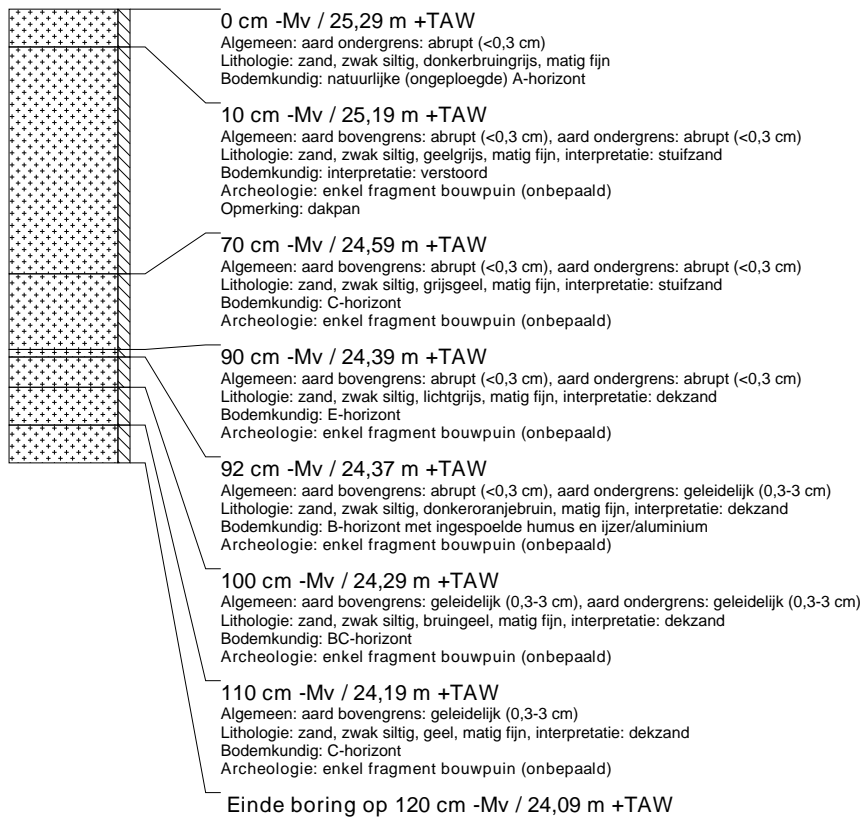 0 cm -Mv / 25,29 m +TAW
Algemeen: aard ondergrens: abrupt (<0,3 cm)
Lithologie: zand, zwak siltig, donkerbruingrijs, matig fijn
Bodemkundig: natuurlijke (ongeploegde) A-horizont
10 cm -Mv / 25,19 m +TAW
Algemeen: aard bovengrens: abrupt (<0,3 cm), aard ondergrens: abrupt (<0,3 cm)
Lithologie: zand, zwak siltig, geelgrijs, matig fijn, interpretatie: stuifzand
Bodemkundig: interpretatie: verstoord
Archeologie: enkel fragment bouwpuin (onbepaald)
Opmerking: dakpan
70 cm -Mv / 24,59 m +TAW
Algemeen: aard bovengrens: abrupt (<0,3 cm), aard ondergrens: abrupt (<0,3 cm)
Lithologie: zand, zwak siltig, grijsgeel, matig fijn, interpretatie: stuifzand
Bodemkundig: C-horizont
Archeologie: enkel fragment bouwpuin (onbepaald)
90 cm -Mv / 24,39 m +TAW
Algemeen: aard bovengrens: abrupt (<0,3 cm), aard ondergrens: abrupt (<0,3 cm)
Lithologie: zand, zwak siltig, lichtgrijs, matig fijn, interpretatie: dekzand
Bodemkundig: E-horizont
Archeologie: enkel fragment bouwpuin (onbepaald)
92 cm -Mv / 24,37 m +TAW
Algemeen: aard bovengrens: abrupt (<0,3 cm), aard ondergrens: geleidelijk (0,3-3 cm)
Lithologie: zand, zwak siltig, donkeroranjebruin, matig fijn, interpretatie: dekzand
Bodemkundig: B-horizont met ingespoelde humus en ijzer/aluminium
Archeologie: enkel fragment bouwpuin (onbepaald)
100 cm -Mv / 24,29 m +TAW
Algemeen: aard bovengrens: geleidelijk (0,3-3 cm), aard ondergrens: geleidelijk (0,3-3 cm)
Lithologie: zand, zwak siltig, bruingeel, matig fijn, interpretatie: dekzand
Bodemkundig: BC-horizont
Archeologie: enkel fragment bouwpuin (onbepaald)
110 cm -Mv / 24,19 m +TAW
Algemeen: aard bovengrens: geleidelijk (0,3-3 cm)
Lithologie: zand, zwak siltig, geel, matig fijn, interpretatie: dekzand
Bodemkundig: C-horizont
Archeologie: enkel fragment bouwpuin (onbepaald)
Einde boring op 120 cm -Mv / 24,09 m +TAW